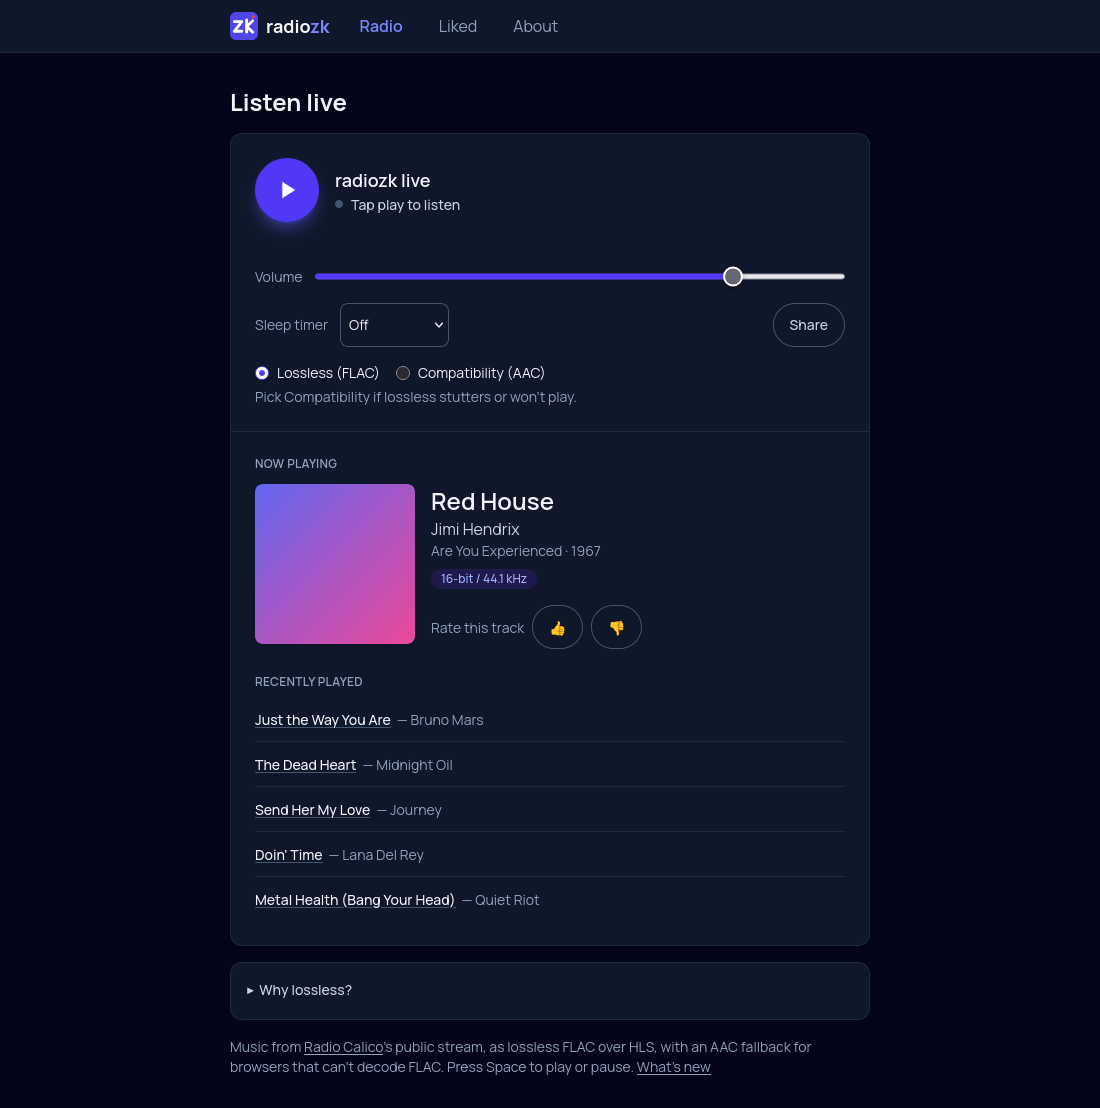 ZK radiozk Radio Liked About
Listen live
radiozk live
Tap play to listen
Volume
Sleep timer Off Share
Lossless (FLAC) Compatibility (AAC)
Pick Compatibility if lossless stutters or won't play.
NOW PLAYING
Red House
Jimi Hendrix
Are You Experienced · 1967
16-bit / 44.1 kHz
Rate this track
RECENTLY PLAYED
Just the Way You Are — Bruno Mars
The Dead Heart — Midnight Oil
Send Her My Love — Journey
Doin' Time — Lana Del Rey
Metal Health (Bang Your Head) — Quiet Riot
Why lossless?
Music from Radio Calico's public stream, as lossless FLAC over HLS, with an AAC fallback for
browsers that can't decode FLAC. Press Space to play or pause. What's new